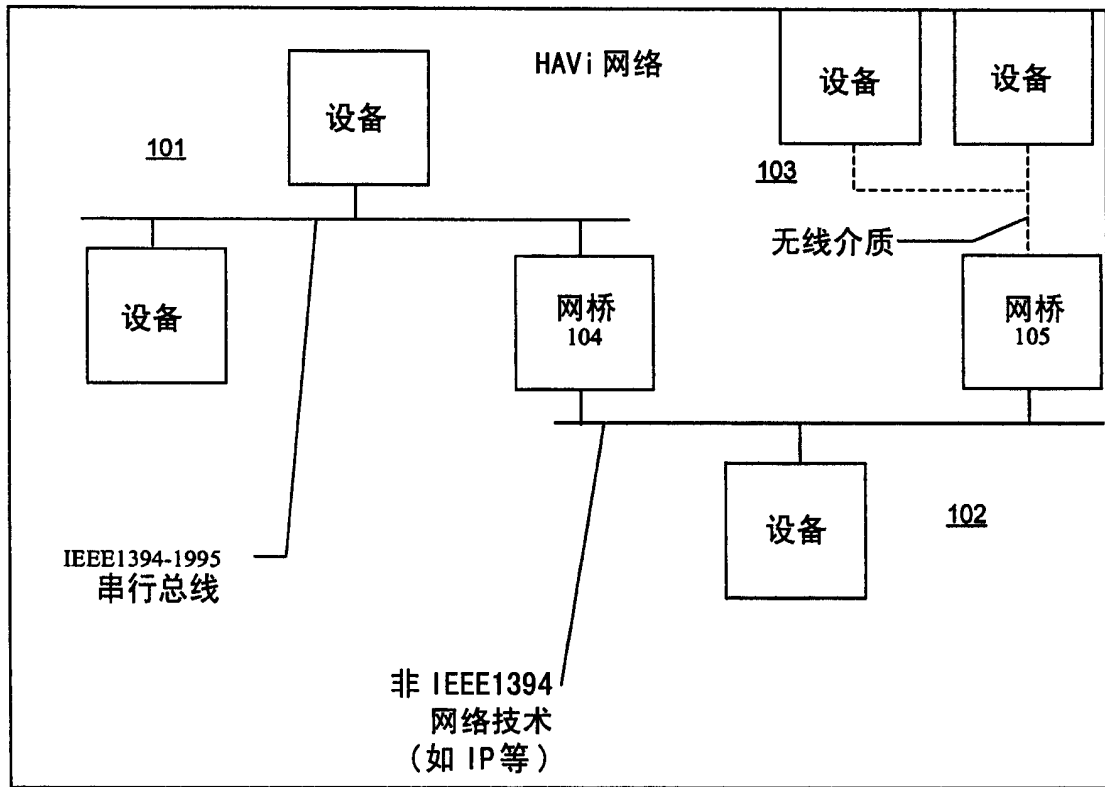 HAVi 网络
设备
设备
设备
101
103
无线介质
设备
网桥
104
网桥
105
设备
102
IEEE1394-1995
串行总线
非 IEEE1394
网络技术
(如 IP等)